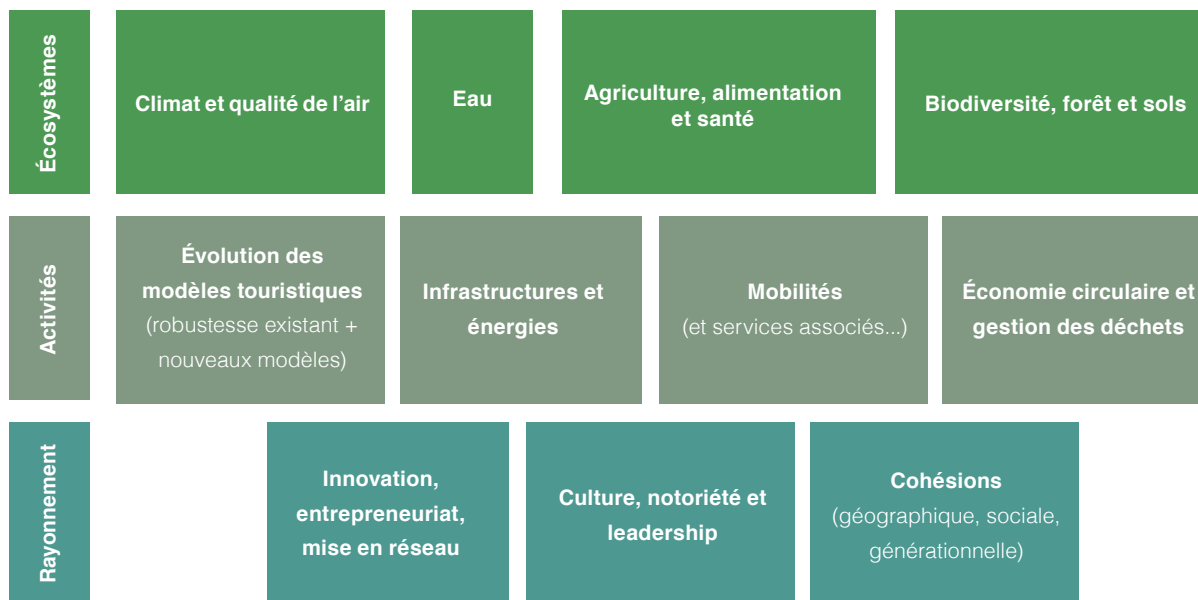 Écosystèmes
Climat et qualité de l'air
Eau
Agriculture, alimentation
et santé
Biodiversité, forêt et sols
Activités
Évolution des
modèles touristiques
(robustesse existant +
nouveaux modèles)
Infrastructures et
énergies
Mobilités
(et services associés...)
Économie circulaire et
gestion des déchets
Rayonnement
Innovation,
entrepreneuriat,
mise en réseau
Culture, notoriété et
leadership
Cohésions
(géographique, sociale,
générationnelle)